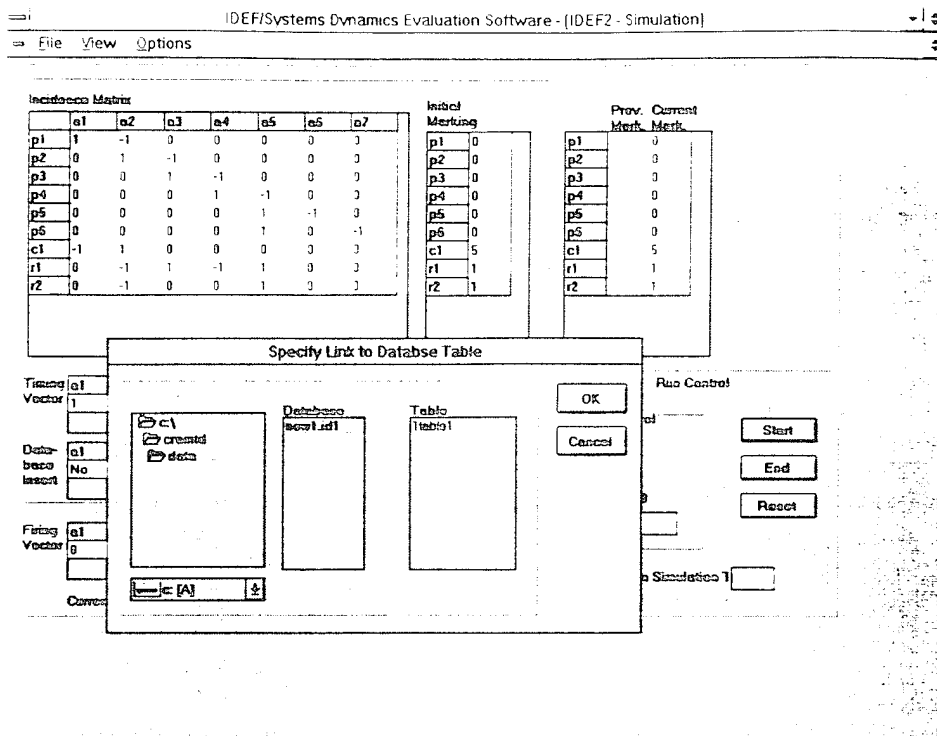 IDEF/Systems Dynamics Evaluation Software - [IDEF2 - Simulation]
File View Options
Incidence Matrix
a1 a2 a3 a4 a5 a6 a7
p1 1 -1 0 0 0 0 0
p2 0 1 -1 0 0 0 0
p3 0 0 1 -1 0 0 0
p4 0 0 0 1 -1 0 0
p5 0 0 0 0 1 -1 0
p6 0 0 0 0 1 0 -1
c1 -1 1 0 0 0 0 0
r1 0 -1 1 -1 1 0 0
r2 0 -1 0 0 1 0 0
Initial
Marking
p1 0
p2 0
p3 0
p4 0
p5 0
p6 0
c1 5
r1 1
r2 1
Prev. Current
Mark. Mark.
p1 0
p2 0
p3 0
p4 0
p5 0
p6 0
c1 5
r1 1
r2 1
Specify Link to Databse Table
c:\
data
Database
Table
Table1
c: [A]
OK
Cancel
Timing
Vector
a1
1
Data-
base
Insert
a1
No
Firing
Vector
a1
0
Run Control
Start
End
Reset
Simulation T